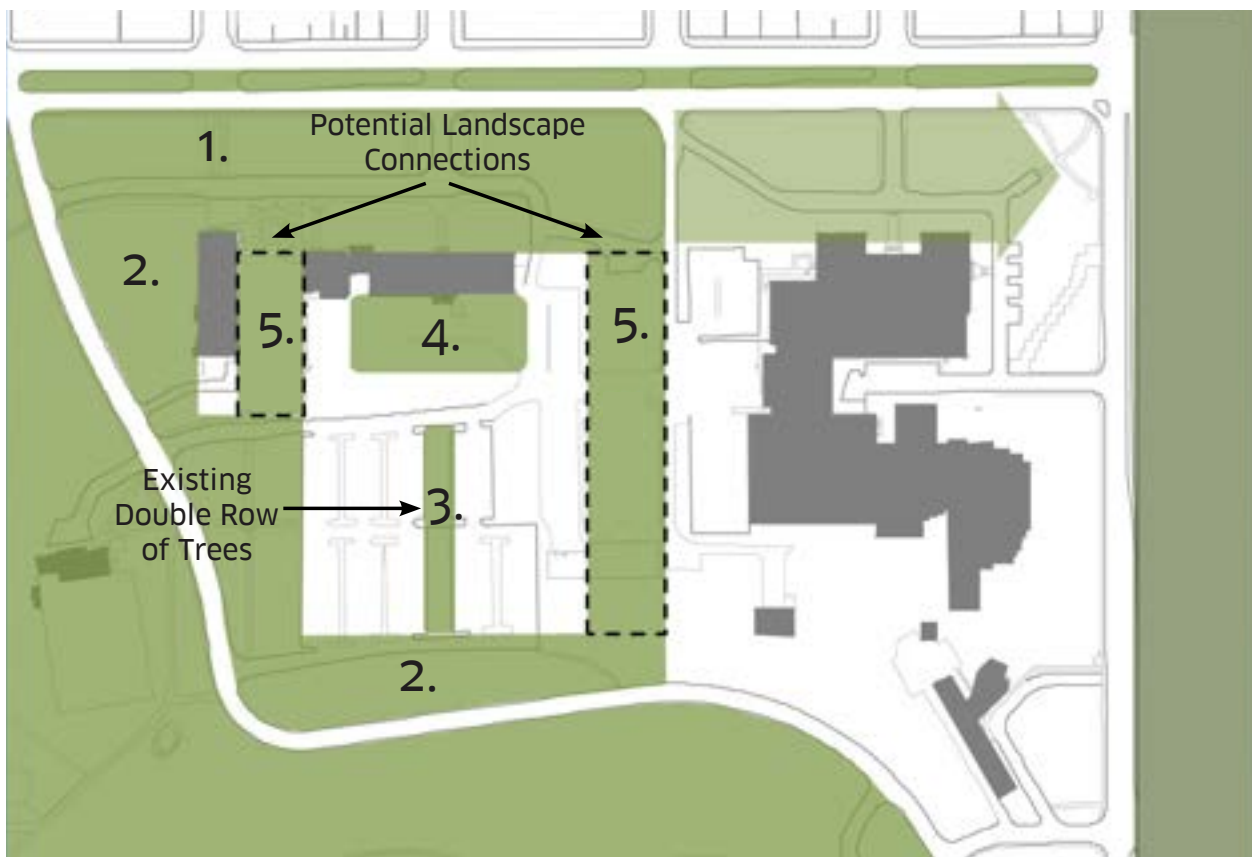 Potential Landscape
Connections
1.
2.
5.
4.
5.
Existing
Double Row
of Trees
3.
2.